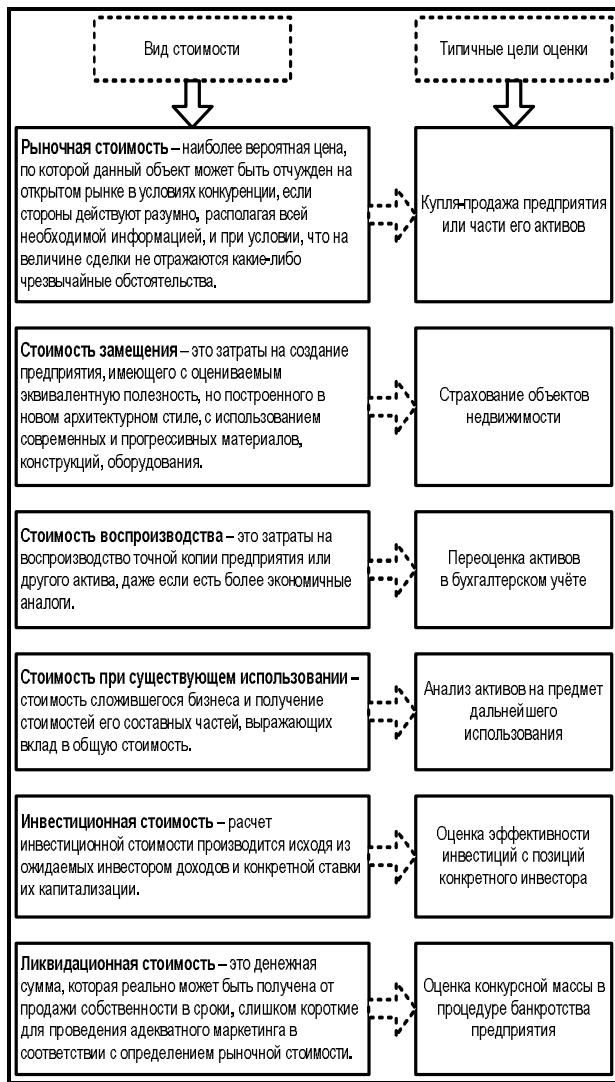 Вид стоимости
Типичные цели оценки
Рыночная стоимость – наиболее вероятная цена,
по которой данный объект может быть отчужден на
открытом рынке в условиях конкуренции, если
стороны действуют разумно, располагая всей
необходимой информацией, и при условии, что на
величине сделки не отражаются какие-либо
чрезвычайные обстоятельства.
Купля-продажа предприятия
или части его активов
Стоимость замещения – это затраты на создание
предприятия, имеющего с оцениваемым
эквивалентную полезность, но построенного в
новом архитектурном стиле, с использованием
современных и прогрессивных материалов,
конструкций, оборудования.
Страхование объектов
недвижимости
Стоимость воспроизводства – это затраты на
воспроизводство точной копии предприятия или
другого актива, даже если есть более экономичные
аналоги.
Переоценка активов
в бухгалтерском учёте
Стоимость при существующем использовании –
стоимость сложившегося бизнеса и получение
стоимостей его составных частей, выражающих
вклад в общую стоимость.
Анализ активов на предмет
дальнейшего
использования
Инвестиционная стоимость – расчет
инвестиционной стоимости производится исходя из
ожидаемых инвестором доходов и конкретной ставки
их капитализации.
Оценка эффективности
инвестиций с позиций
конкретного инвестора
Ликвидационная стоимость – это денежная
сумма, которая реально может быть получена от
продажи собственности в сроки, слишком короткие
для проведения адекватного маркетинга в
соответствии с определением рыночной стоимости.
Оценка конкурсной массы в
процедуре банкротства
предприятия